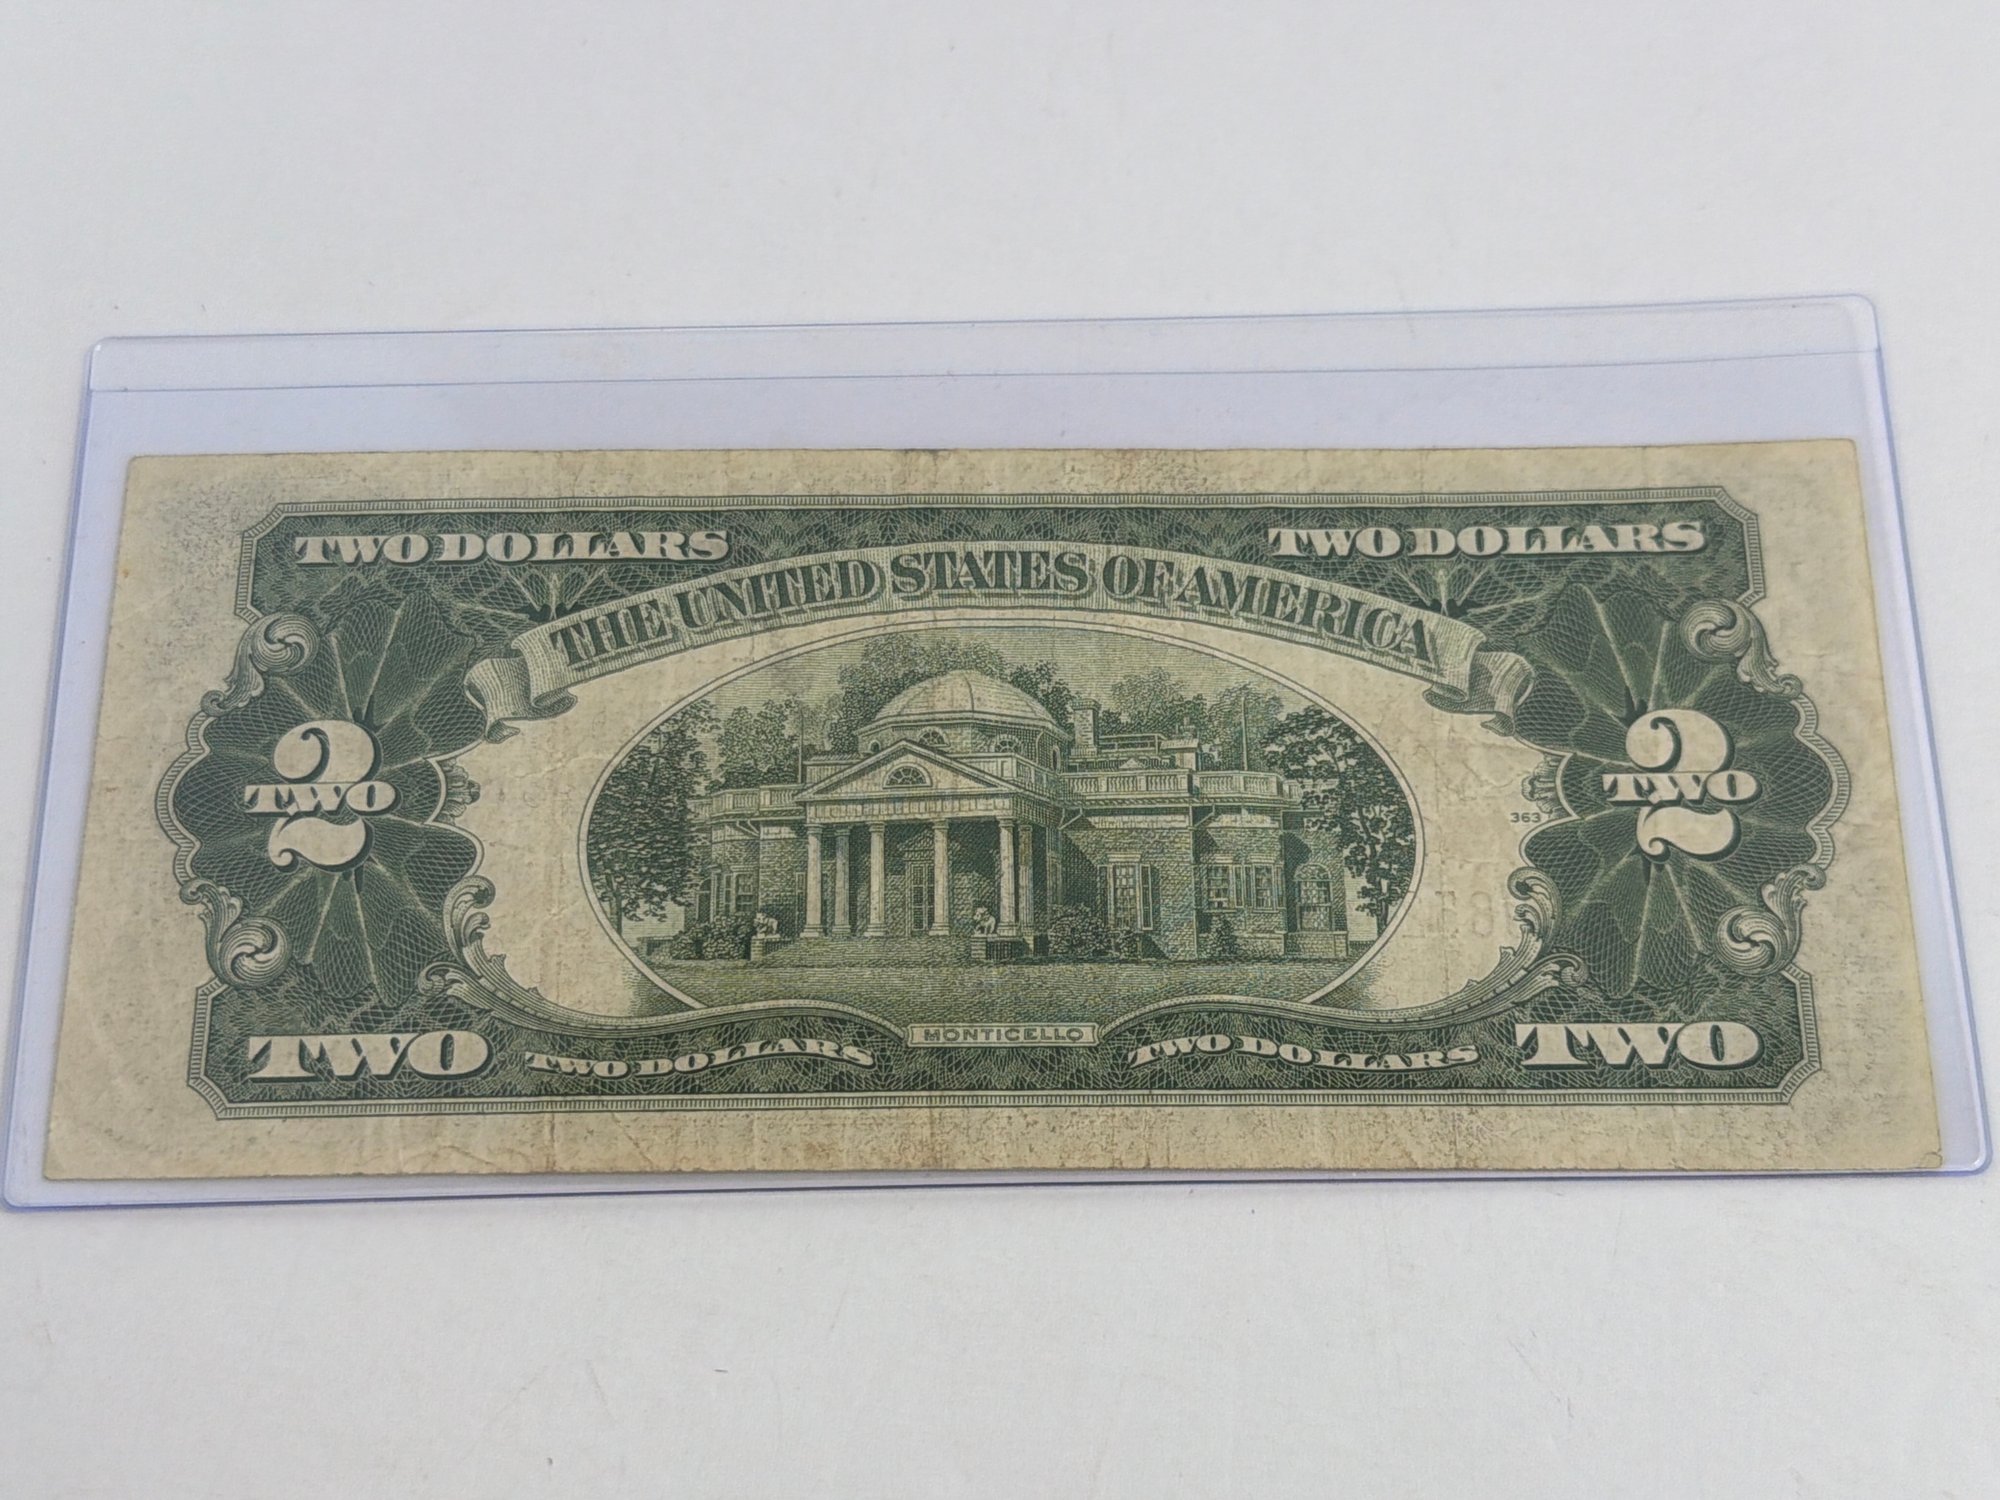 TWO DOLLARS
TWO DOLLARS
THE UNITED STATES OF AMERICA
2
TWO
2
TWO
363
MONTICELLO
TWO
TWO DOLLARS
TWO DOLLARS
TWO